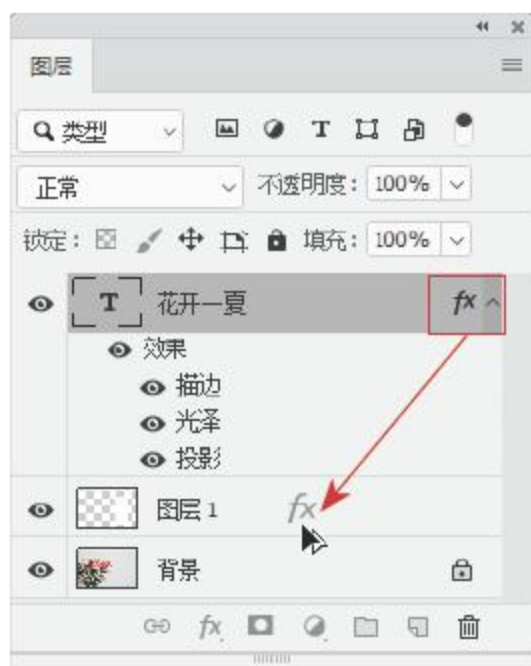 图层
类型 T
正常 不透明度: 100%
锁定: 填充: 100%
T 花开一夏 fx
效果
描边
光泽
投影
图层 1 fx
背景
fx